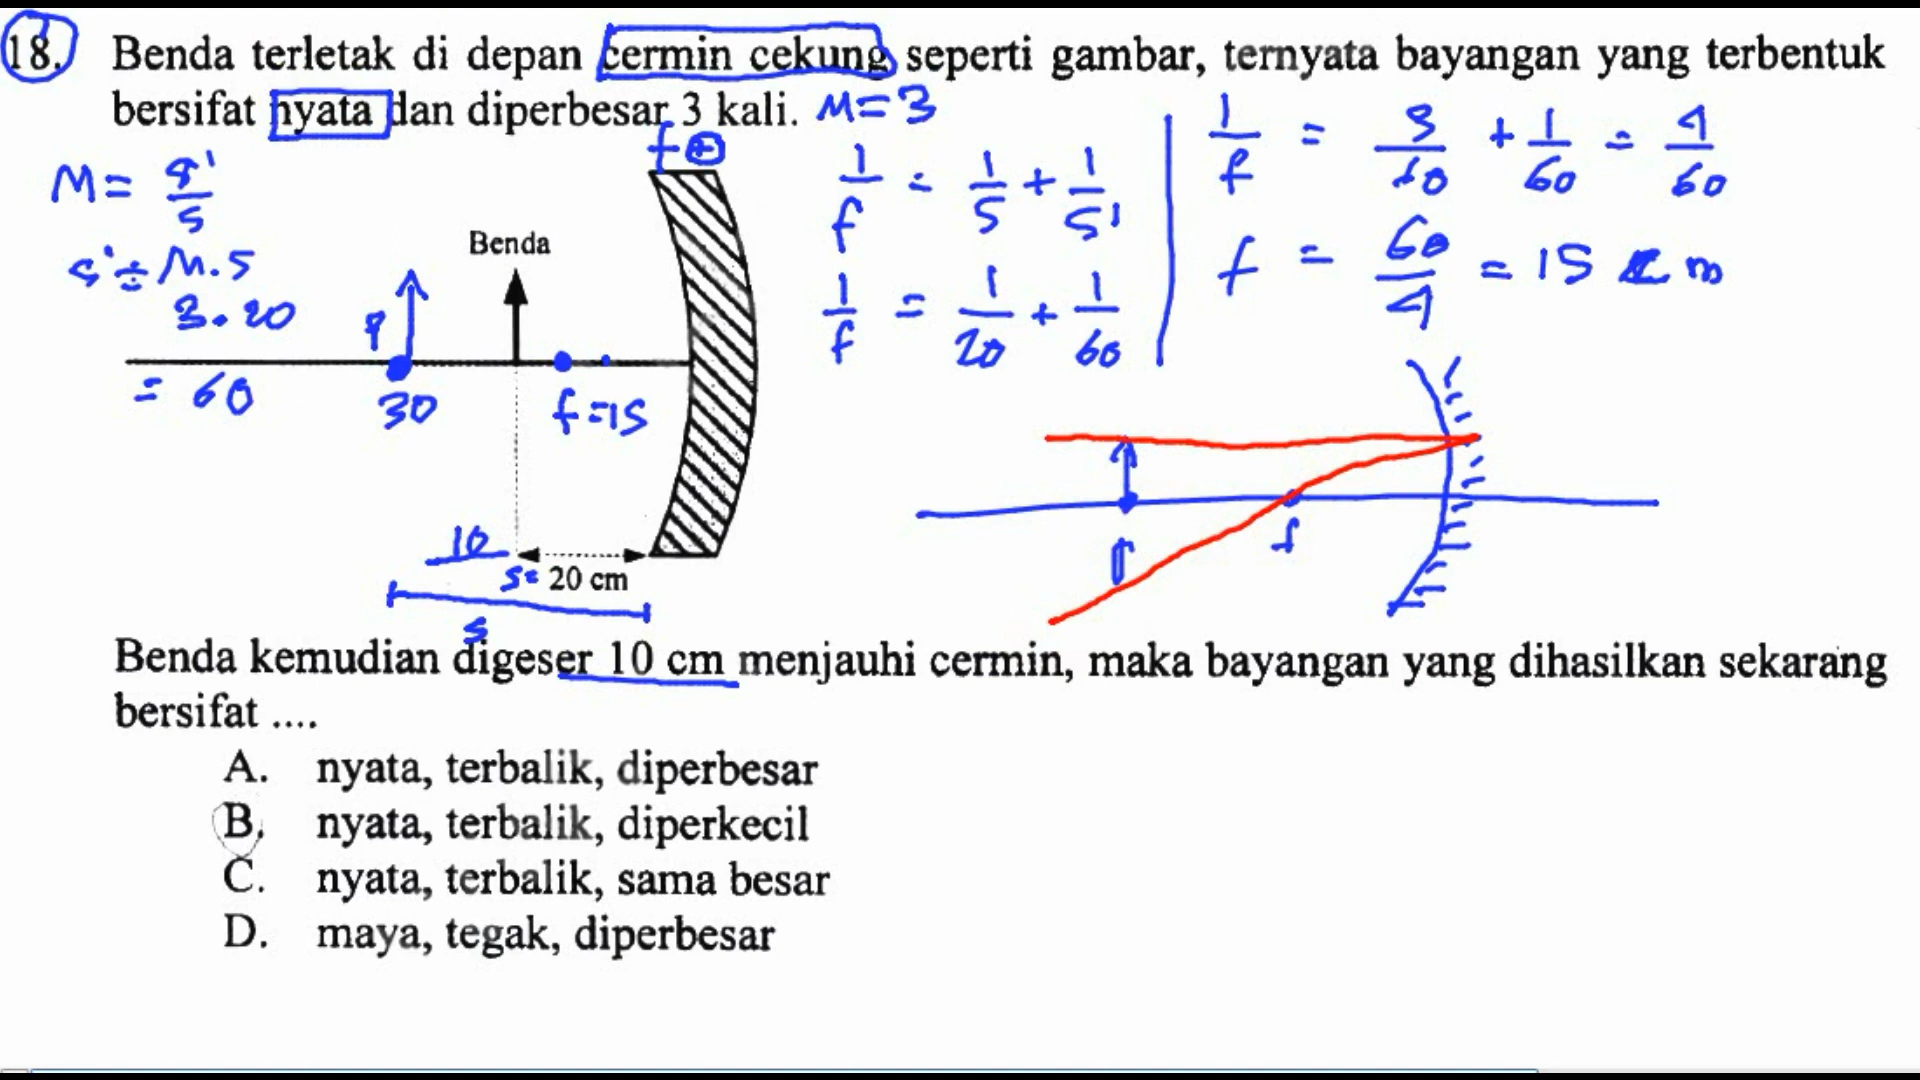 18. Benda terletak di depan cermin cekung seperti gambar, ternyata bayangan yang terbentuk
bersifat nyata dan diperbesar 3 kali. M=3
f ⊕
M = s'/s
s' = M.s
3.20
= 60
Benda
P
30
f=15
10
s= 20 cm
s
1/f = 1/s + 1/s'
1/f = 1/20 + 1/60
1/f = 3/60 + 1/60 = 4/60
f = 60/4 = 15 cm
f
Benda kemudian digeser 10 cm menjauhi cermin, maka bayangan yang dihasilkan sekarang
bersifat ....
A. nyata, terbalik, diperbesar
B. nyata, terbalik, diperkecil
C. nyata, terbalik, sama besar
D. maya, tegak, diperbesar